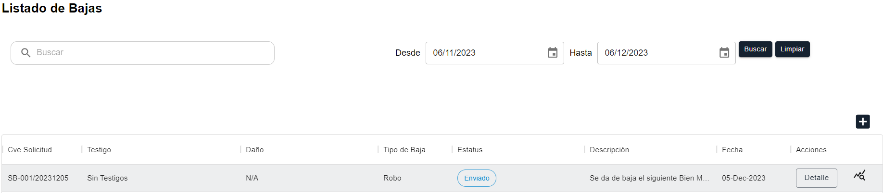 Listado de Bajas
Buscar
Desde 06/11/2023 Hasta 06/12/2023 Buscar Limpiar
Cve Solicitud Testigo Daño Tipo de Baja Estatus Descripción Fecha Acciones
SB-001/20231205 Sin Testigos N/A Robo Enviado Se da de baja el siguiente Bien M... 05-Dec-2023 Detalle